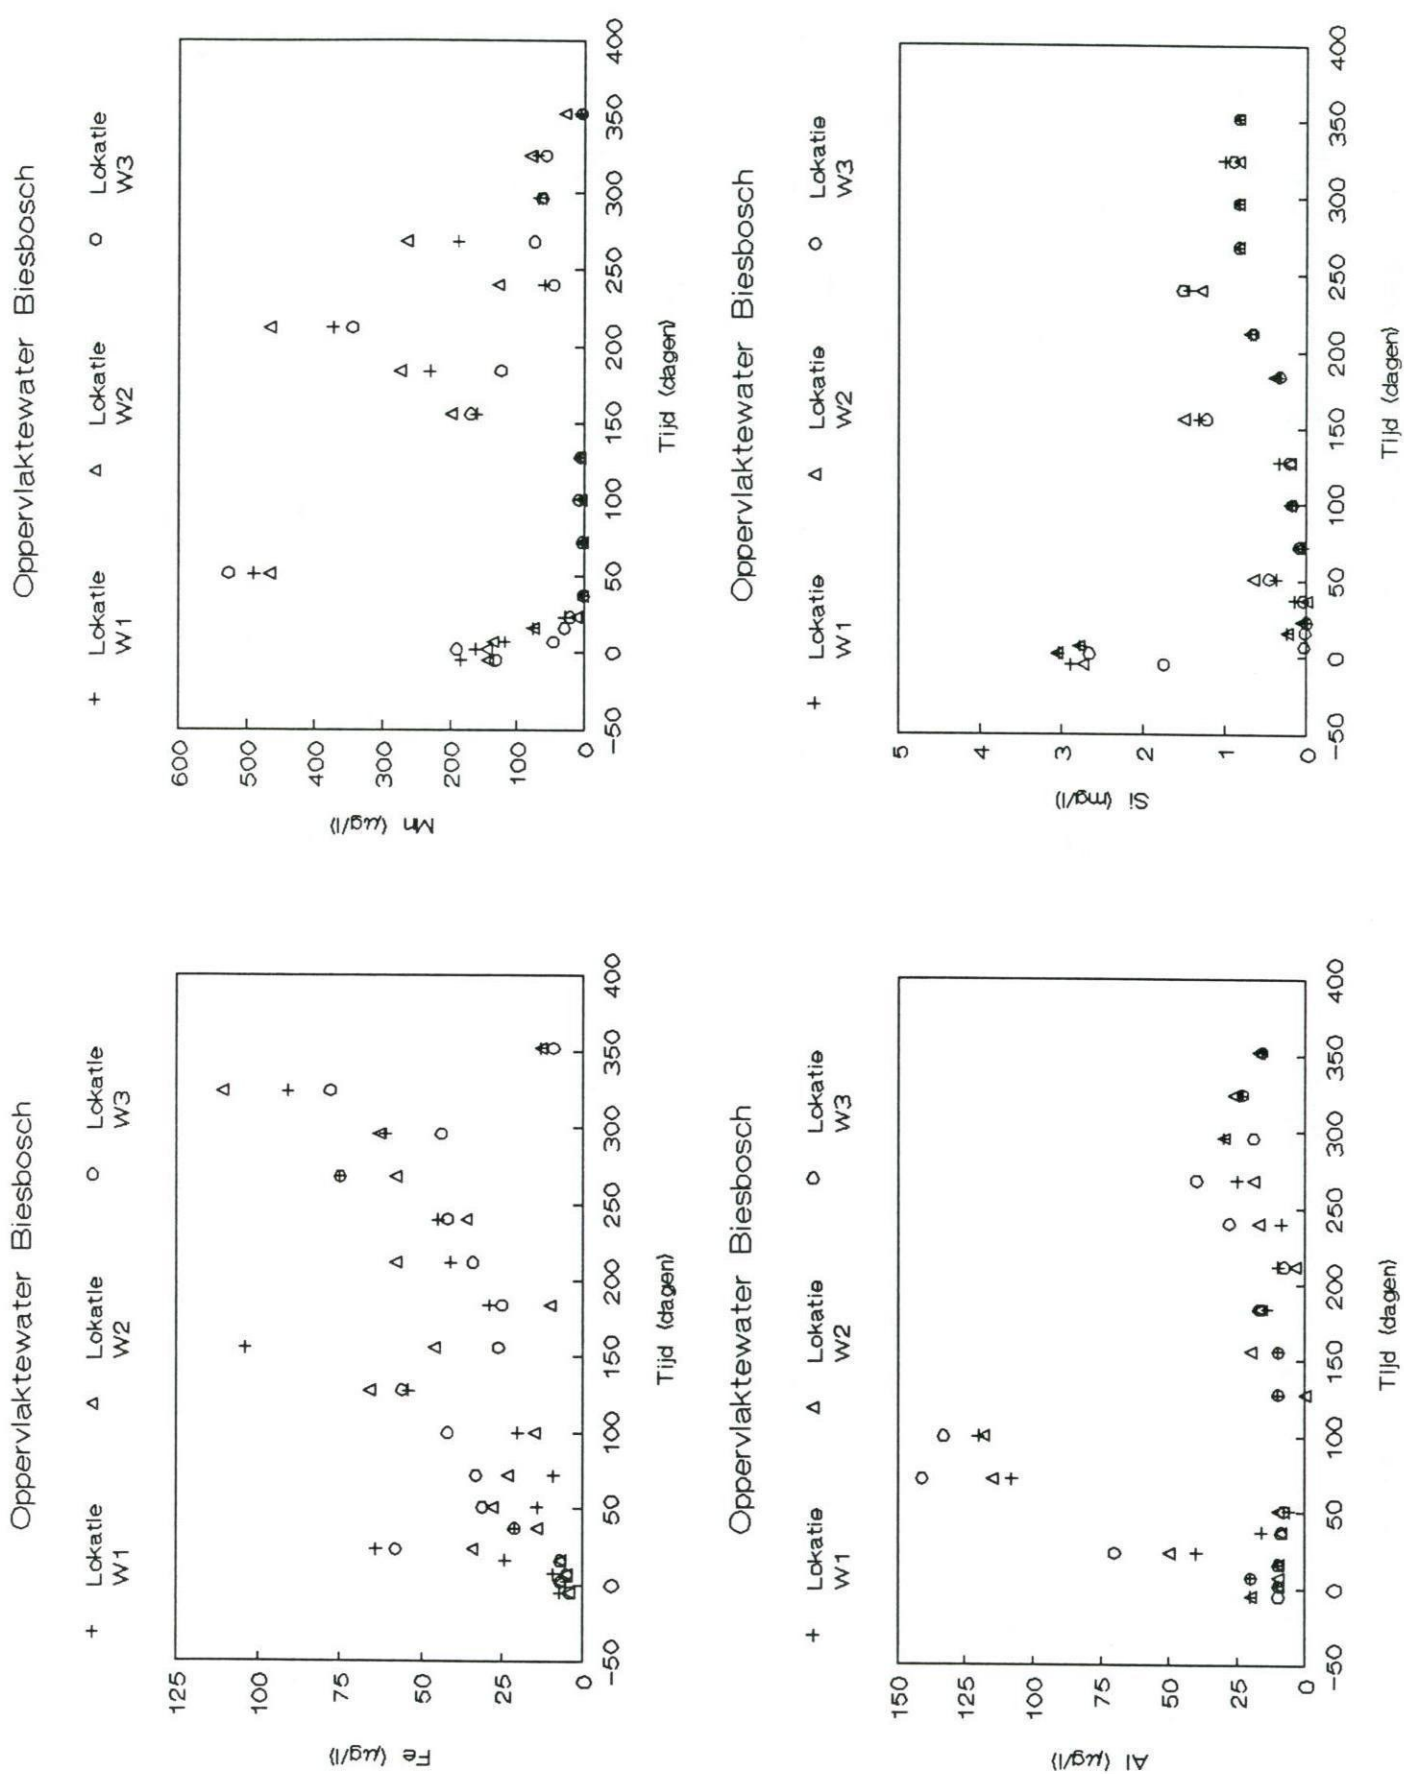 Oppervlaktewater Biesbosch
Lokatie Lokatie Lokatie
W1 W2 W3
Fe (µg/l)
125
100
75
50
25
0
-50 0 50 100 150 200 250 300 350 400
Tijd (dagen)
Oppervlaktewater Biesbosch
Lokatie Lokatie Lokatie
W1 W2 W3
Mn (µg/l)
600
500
400
300
200
100
0
-50 0 50 100 150 200 250 300 350 400
Tijd (dagen)
Oppervlaktewater Biesbosch
Lokatie Lokatie Lokatie
W1 W2 W3
Al (µg/l)
150
125
100
75
50
25
0
-50 0 50 100 150 200 250 300 350 400
Tijd (dagen)
Oppervlaktewater Biesbosch
Lokatie Lokatie Lokatie
W1 W2 W3
Si (mg/l)
5
4
3
2
1
0
-50 0 50 100 150 200 250 300 350 400
Tijd (dagen)